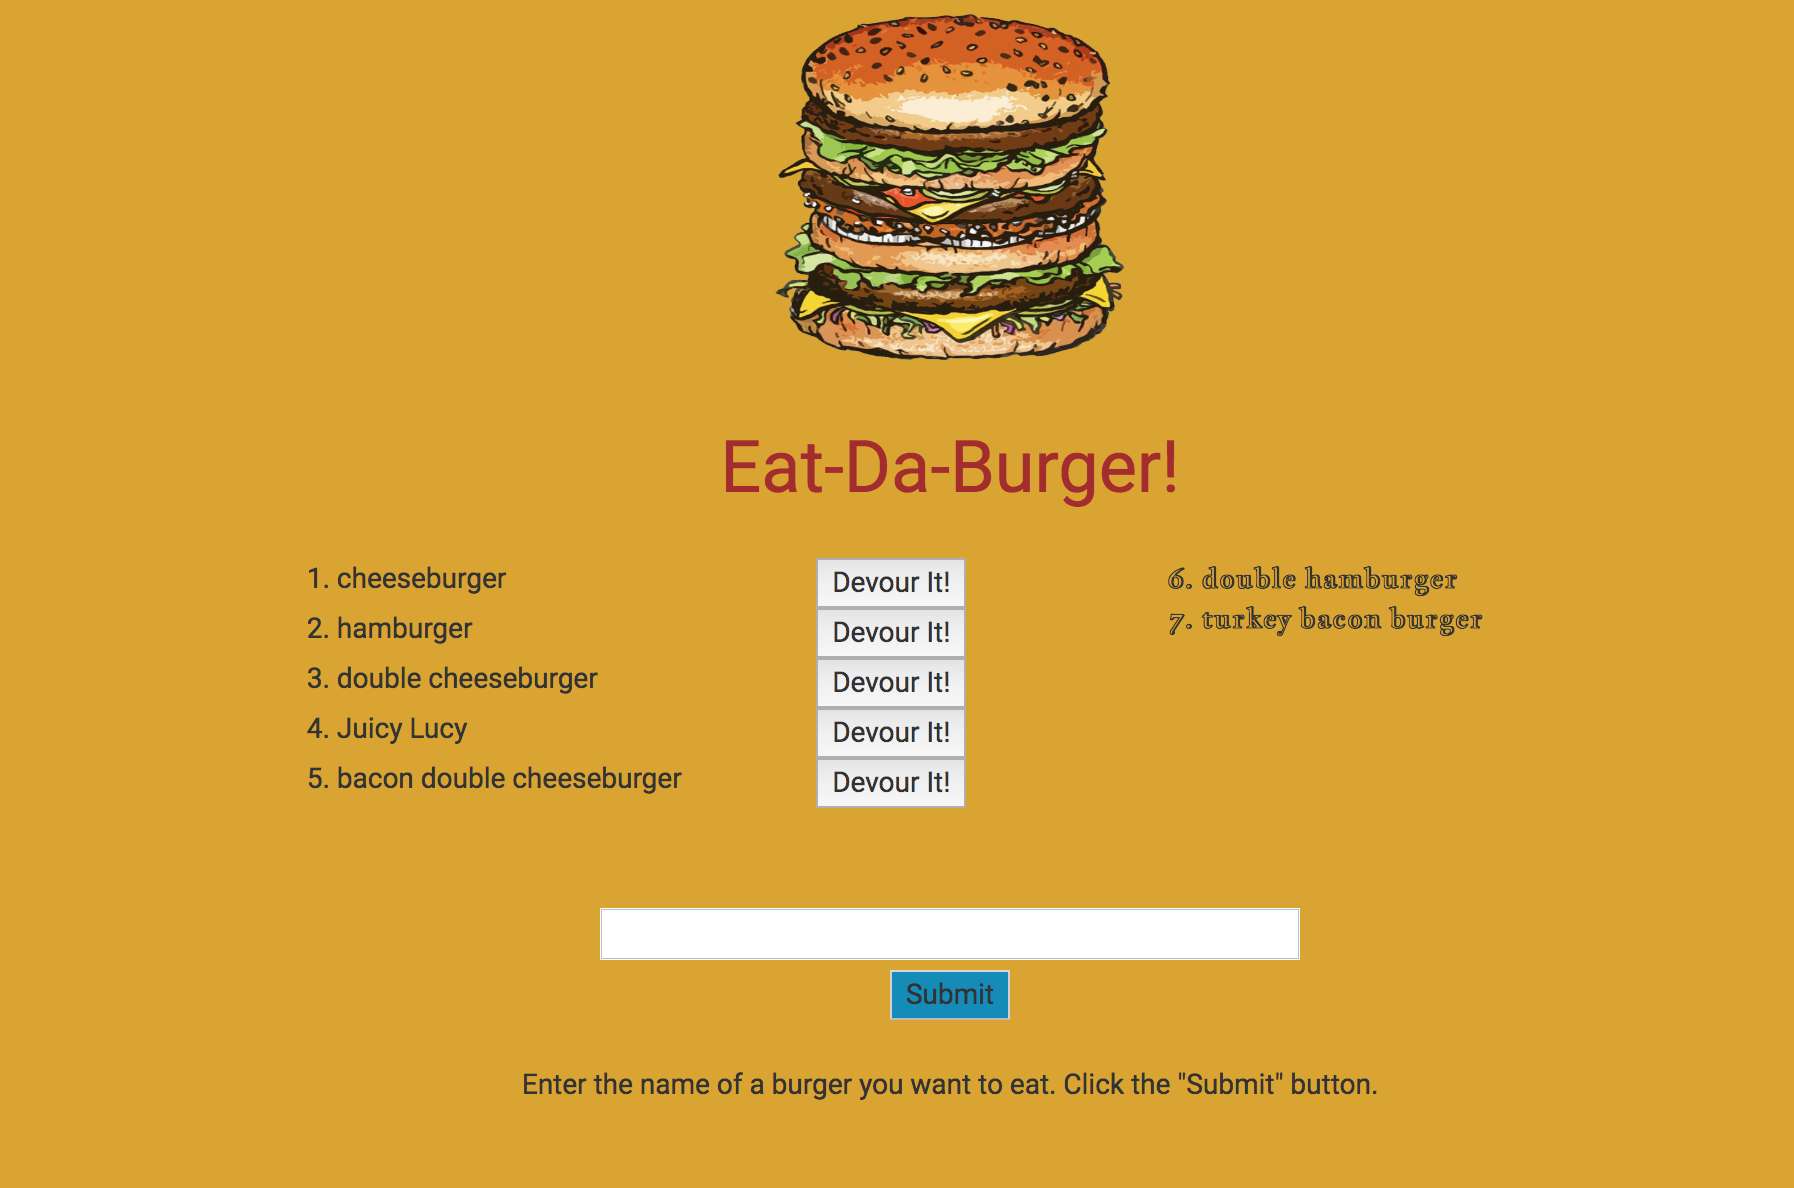 Eat-Da-Burger!
1. cheeseburger
Devour It!
2. hamburger
Devour It!
3. double cheeseburger
Devour It!
4. Juicy Lucy
Devour It!
5. bacon double cheeseburger
Devour It!
6. double hamburger
7. turkey bacon burger
Submit
Enter the name of a burger you want to eat. Click the "Submit" button.